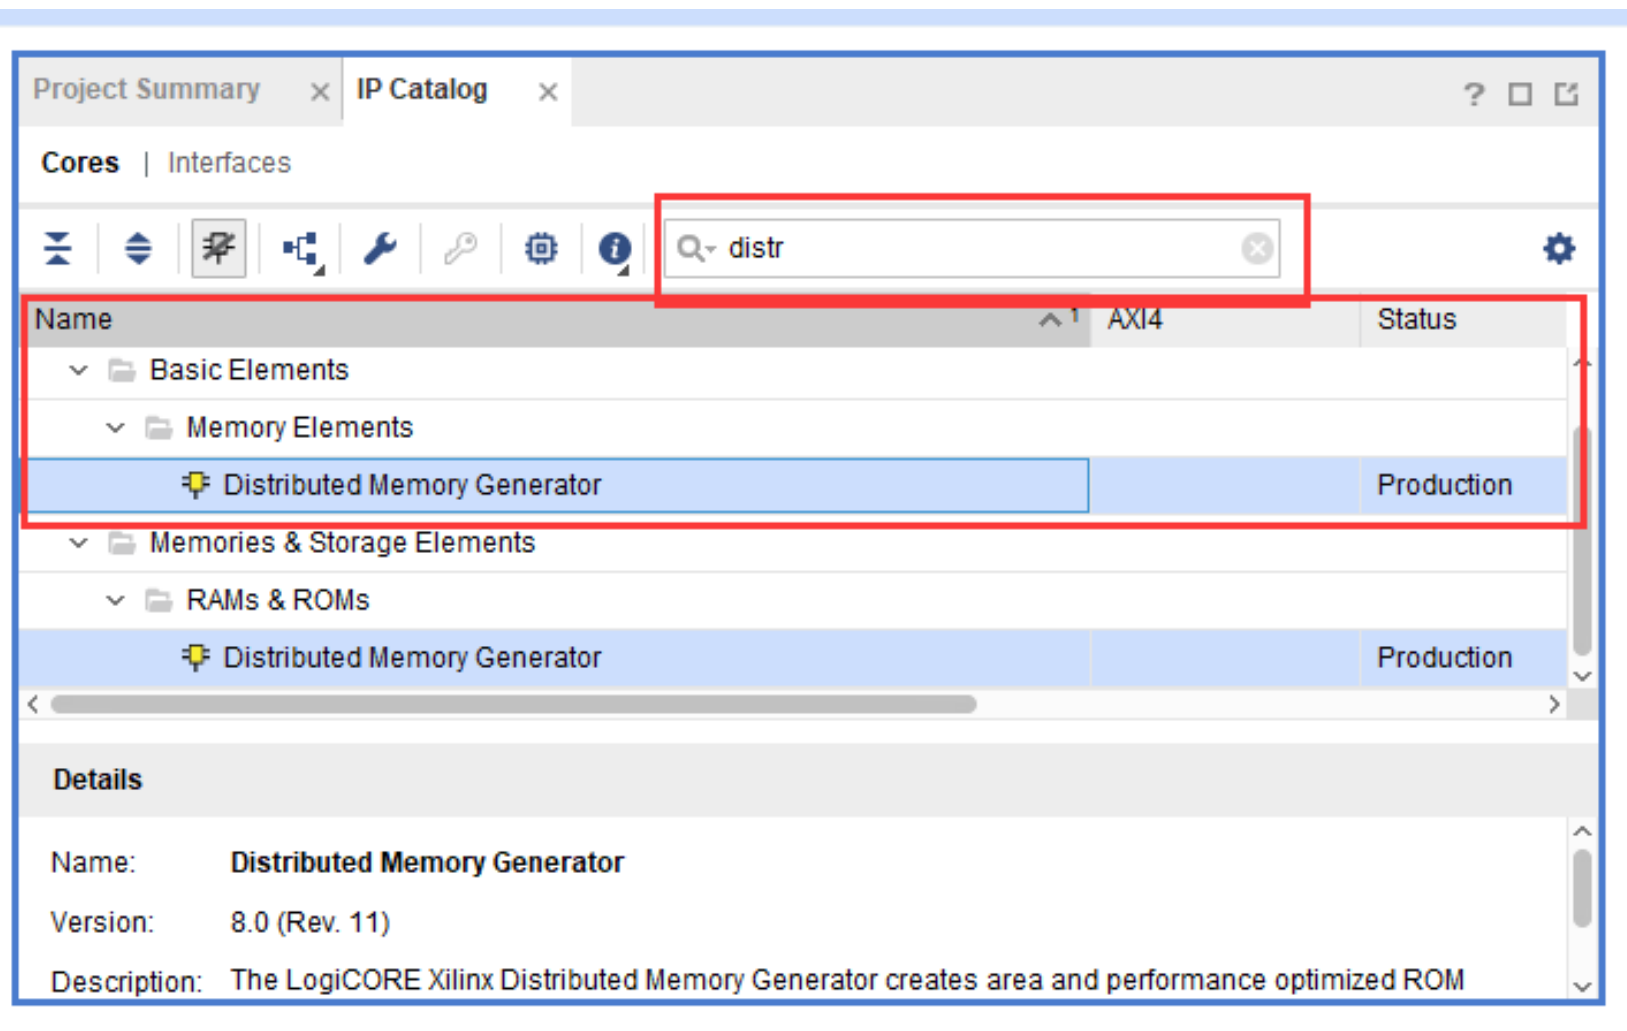 Project Summary IP Catalog ?
Cores | Interfaces
distr
Name 1 AXI4 Status
Basic Elements
Memory Elements
Distributed Memory Generator Production
Memories & Storage Elements
RAMs & ROMs
Distributed Memory Generator Production
Details
Name: Distributed Memory Generator
Version: 8.0 (Rev. 11)
Description: The LogiCORE Xilinx Distributed Memory Generator creates area and performance optimized ROM